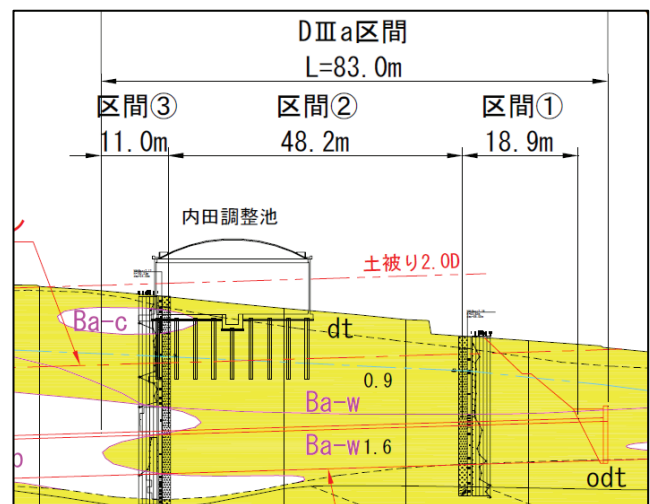 DⅢa区間
L=83.0m
区間③
区間②
区間①
11.0m
48.2m
18.9m
内田調整池
土被り2.0D
Ba-c
dt
0.9
Ba-w
Ba-w
1.6
odt